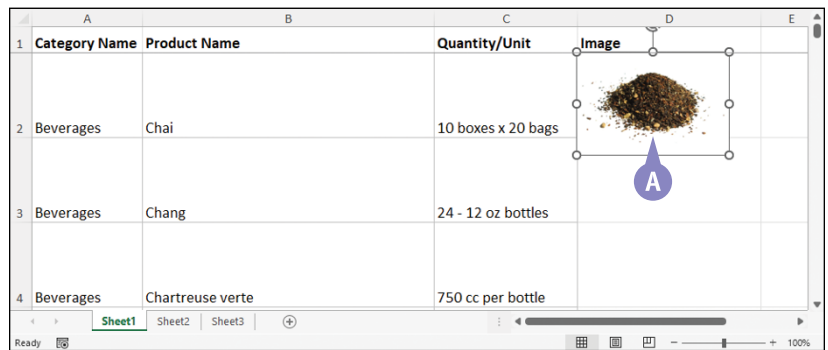 A B C D E
1 Category Name Product Name Quantity/Unit Image
2 Beverages Chai 10 boxes x 20 bags
A
3 Beverages Chang 24 - 12 oz bottles
4 Beverages Chartreuse verte 750 cc per bottle
Sheet1 Sheet2 Sheet3
Ready 100%